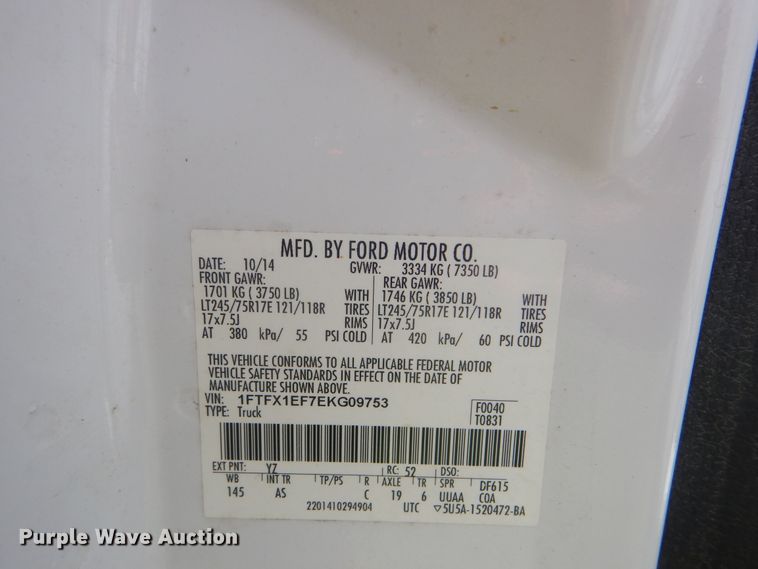 MFD. BY FORD MOTOR CO.
DATE: 10/14 GVWR: 3334 KG ( 7350 LB)
FRONT GAWR: REAR GAWR:
1701 KG ( 3750 LB) WITH 1746 KG ( 3850 LB) WITH
LT245/75R17E 121/118R TIRES LT245/75R17E 121/118R TIRES
17x7.5J RIMS 17x7.5J RIMS
AT 380 kPa/ 55 PSI COLD AT 420 kPa/ 60 PSI COLD
THIS VEHICLE CONFORMS TO ALL APPLICABLE FEDERAL MOTOR
VEHICLE SAFETY STANDARDS IN EFFECT ON THE DATE OF
MANUFACTURE SHOWN ABOVE.
VIN: 1FTFX1EF7EKG09753 F0040
TYPE: Truck T0831
EXT PNT: YZ RC: 52 DSO:
WB INT TR TP/PS R AXLE TR SPR DF615
145 AS C 19 6 UUAA COA
2201410294904 UTC ▽5U5A-1520472-BA
Purple Wave Auction